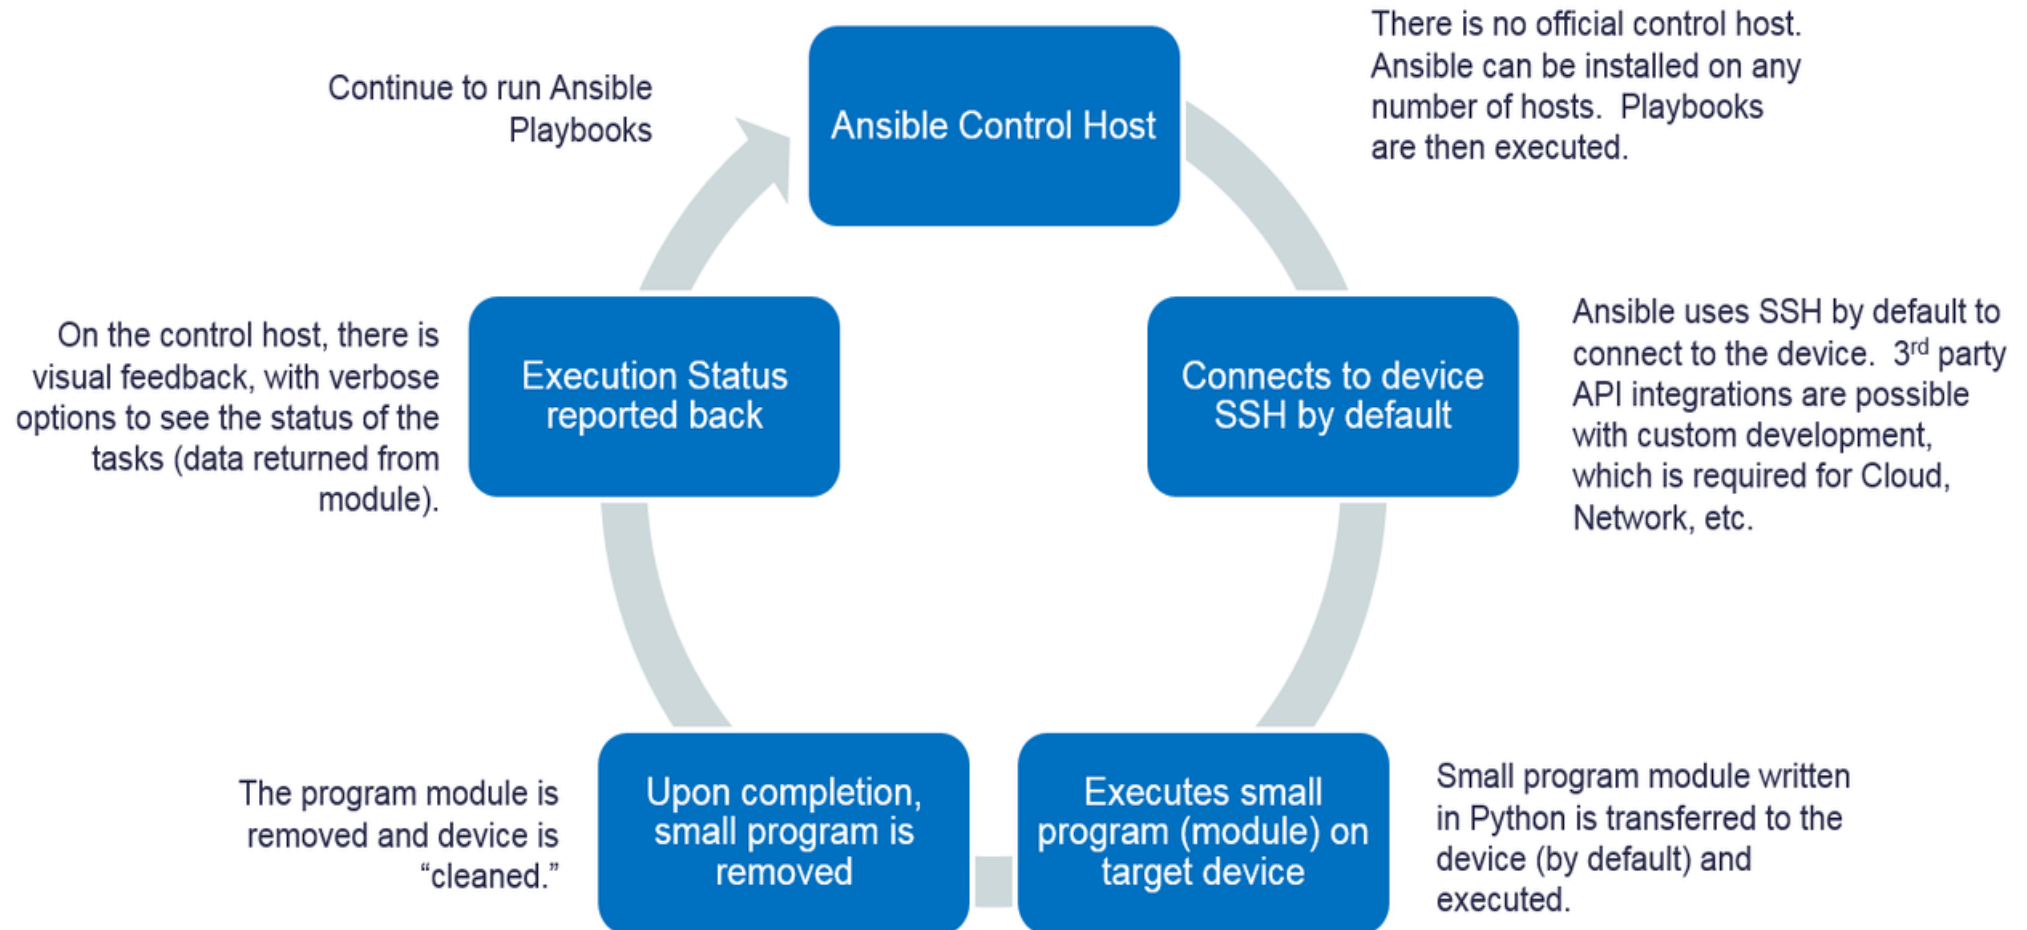 Ansible Control Host
There is no official control host.
Ansible can be installed on any
number of hosts.  Playbooks
are then executed.
Connects to device
SSH by default
Ansible uses SSH by default to
connect to the device.  3rd party
API integrations are possible
with custom development,
which is required for Cloud,
Network, etc.
Executes small
program (module) on
target device
Small program module written
in Python is transferred to the
device (by default) and
executed.
Upon completion,
small program is
removed
The program module is
removed and device is
“cleaned.”
Execution Status
reported back
On the control host, there is
visual feedback, with verbose
options to see the status of the
tasks (data returned from
module).
Continue to run Ansible
Playbooks